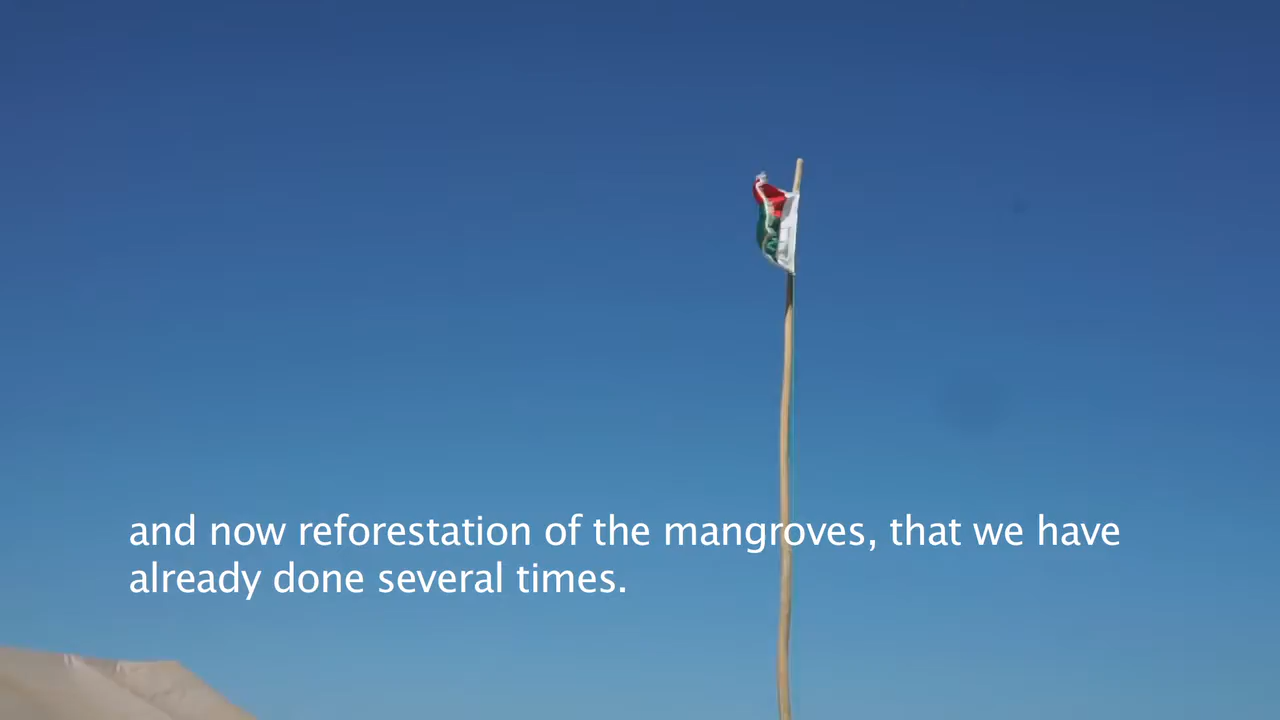 and now reforestation of the mangroves, that we have
already done several times.